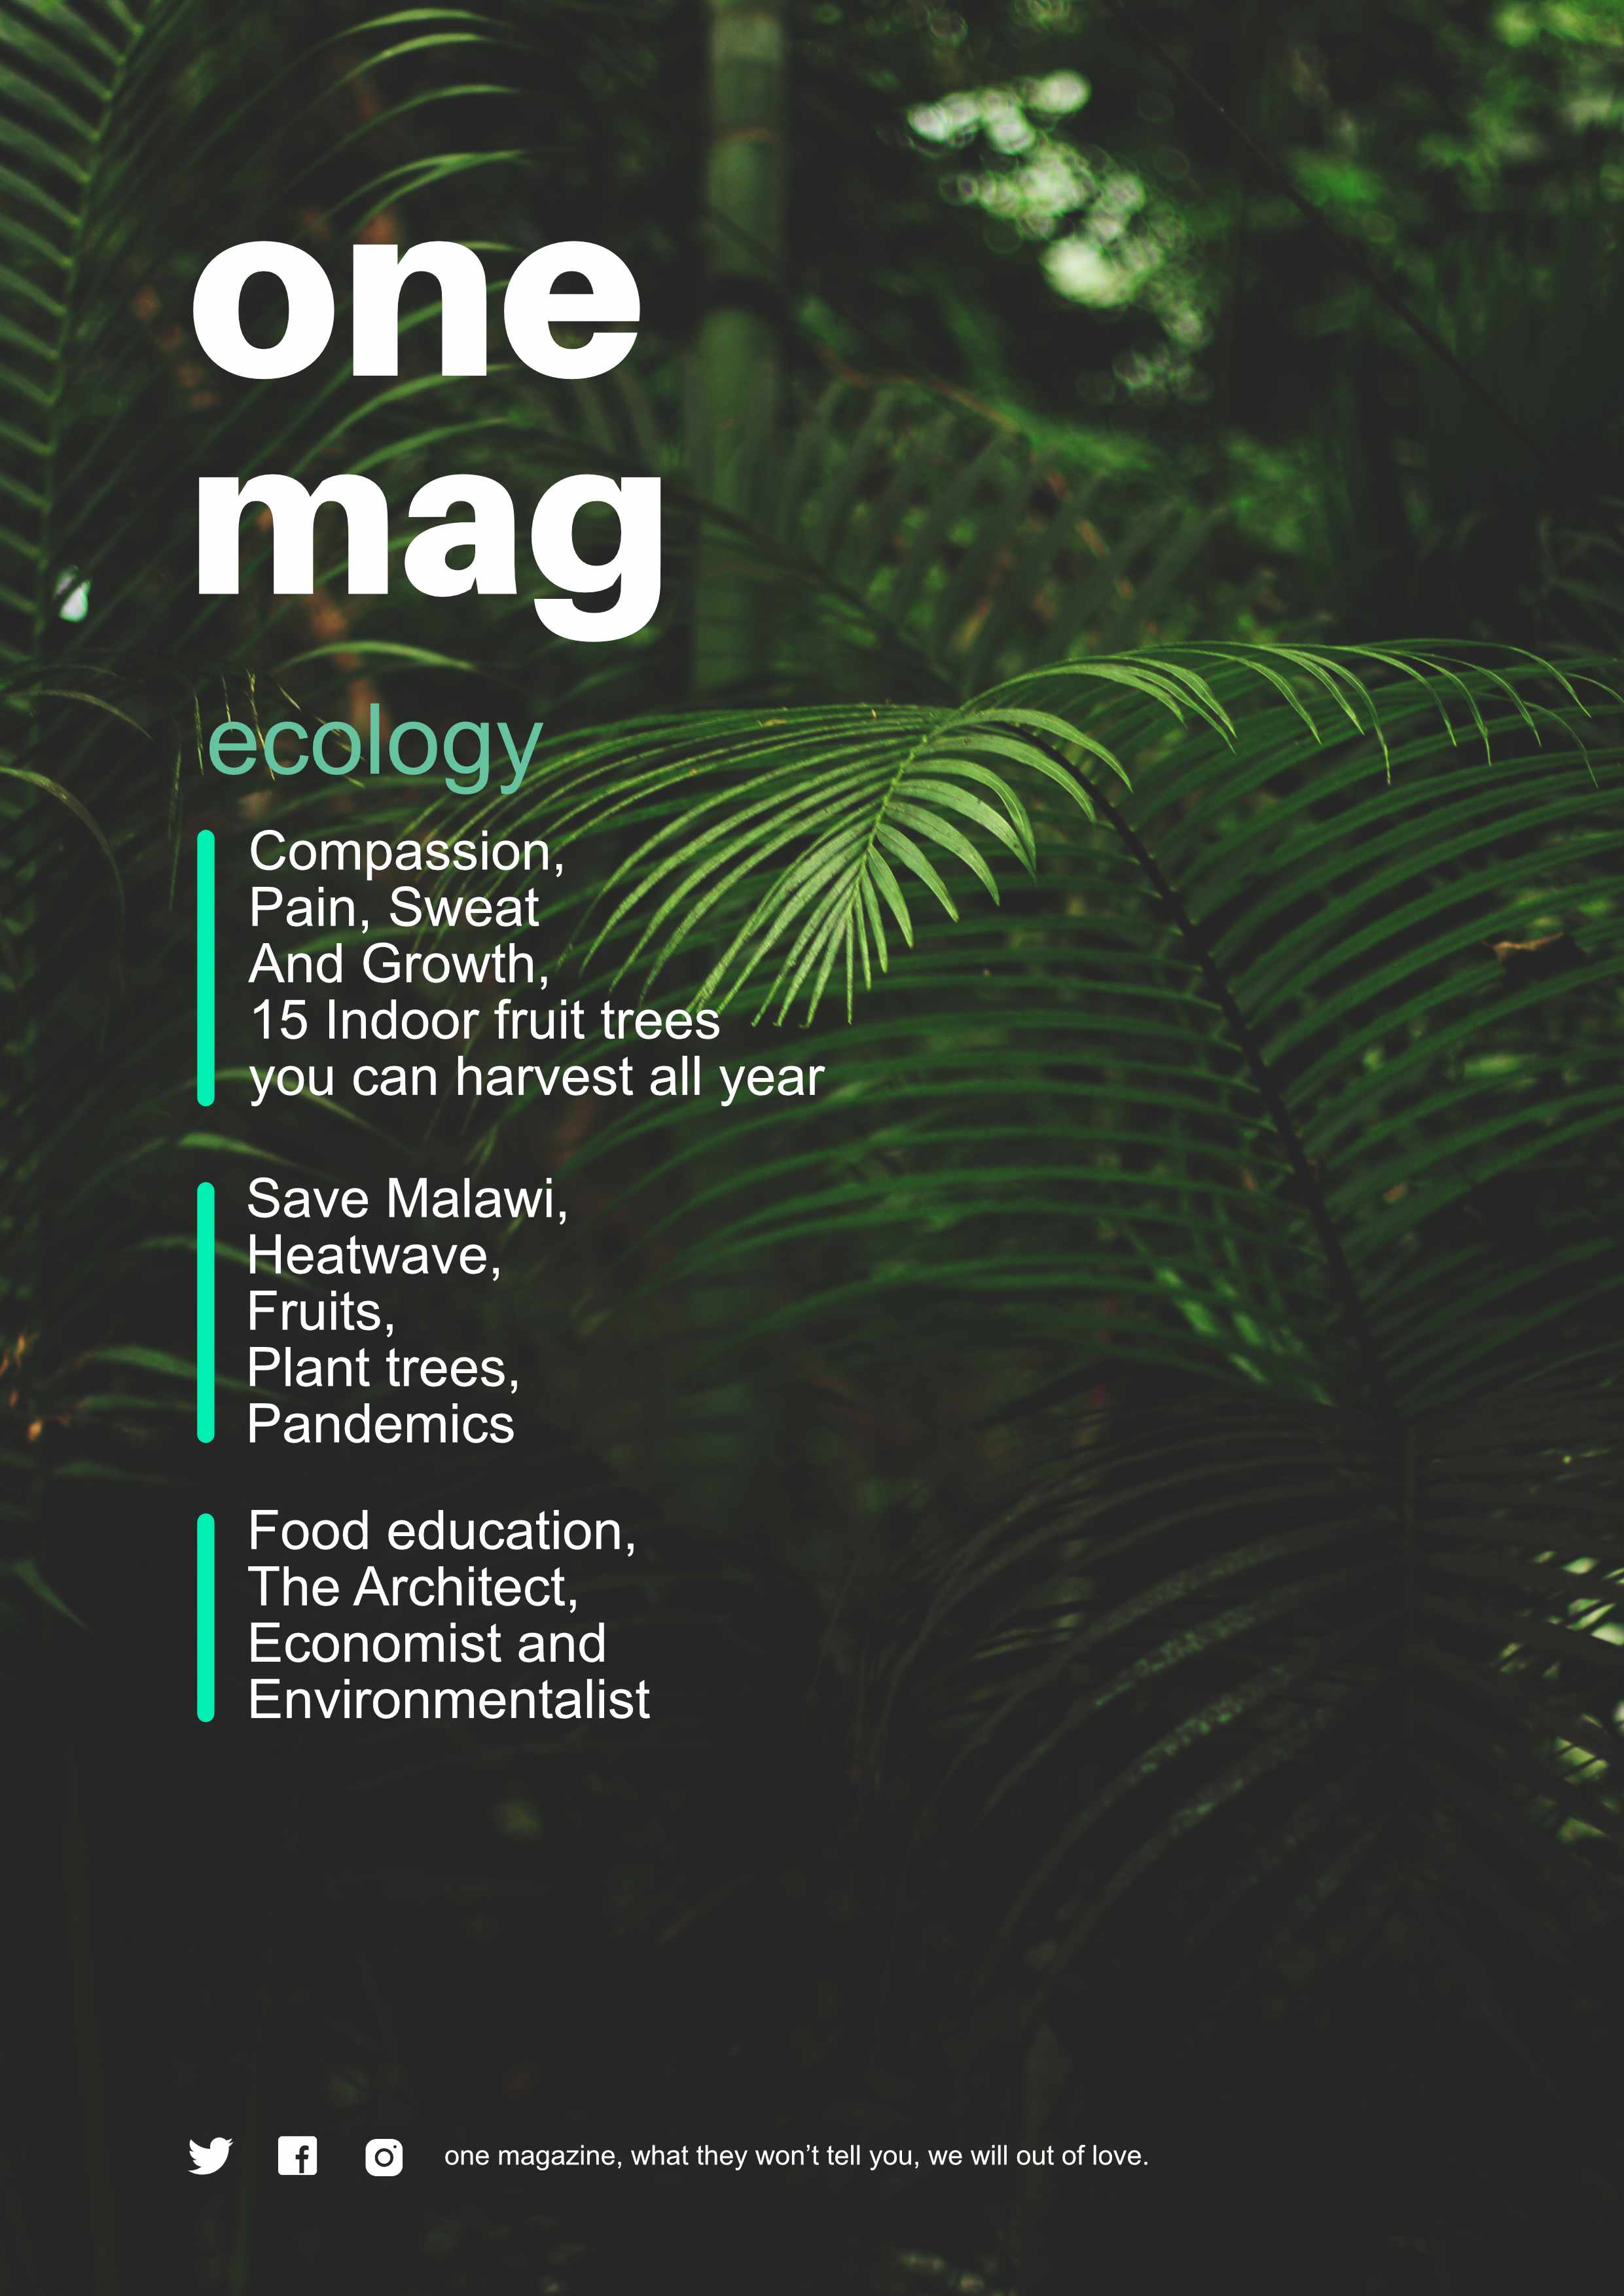 one
mag
ecology
Compassion,
Pain, Sweat
And Growth,
15 Indoor fruit trees
you can harvest all year
Save Malawi,
Heatwave,
Fruits,
Plant trees,
Pandemics
Food education,
The Architect,
Economist and
Environmentalist
one magazine, what they won’t tell you, we will out of love.